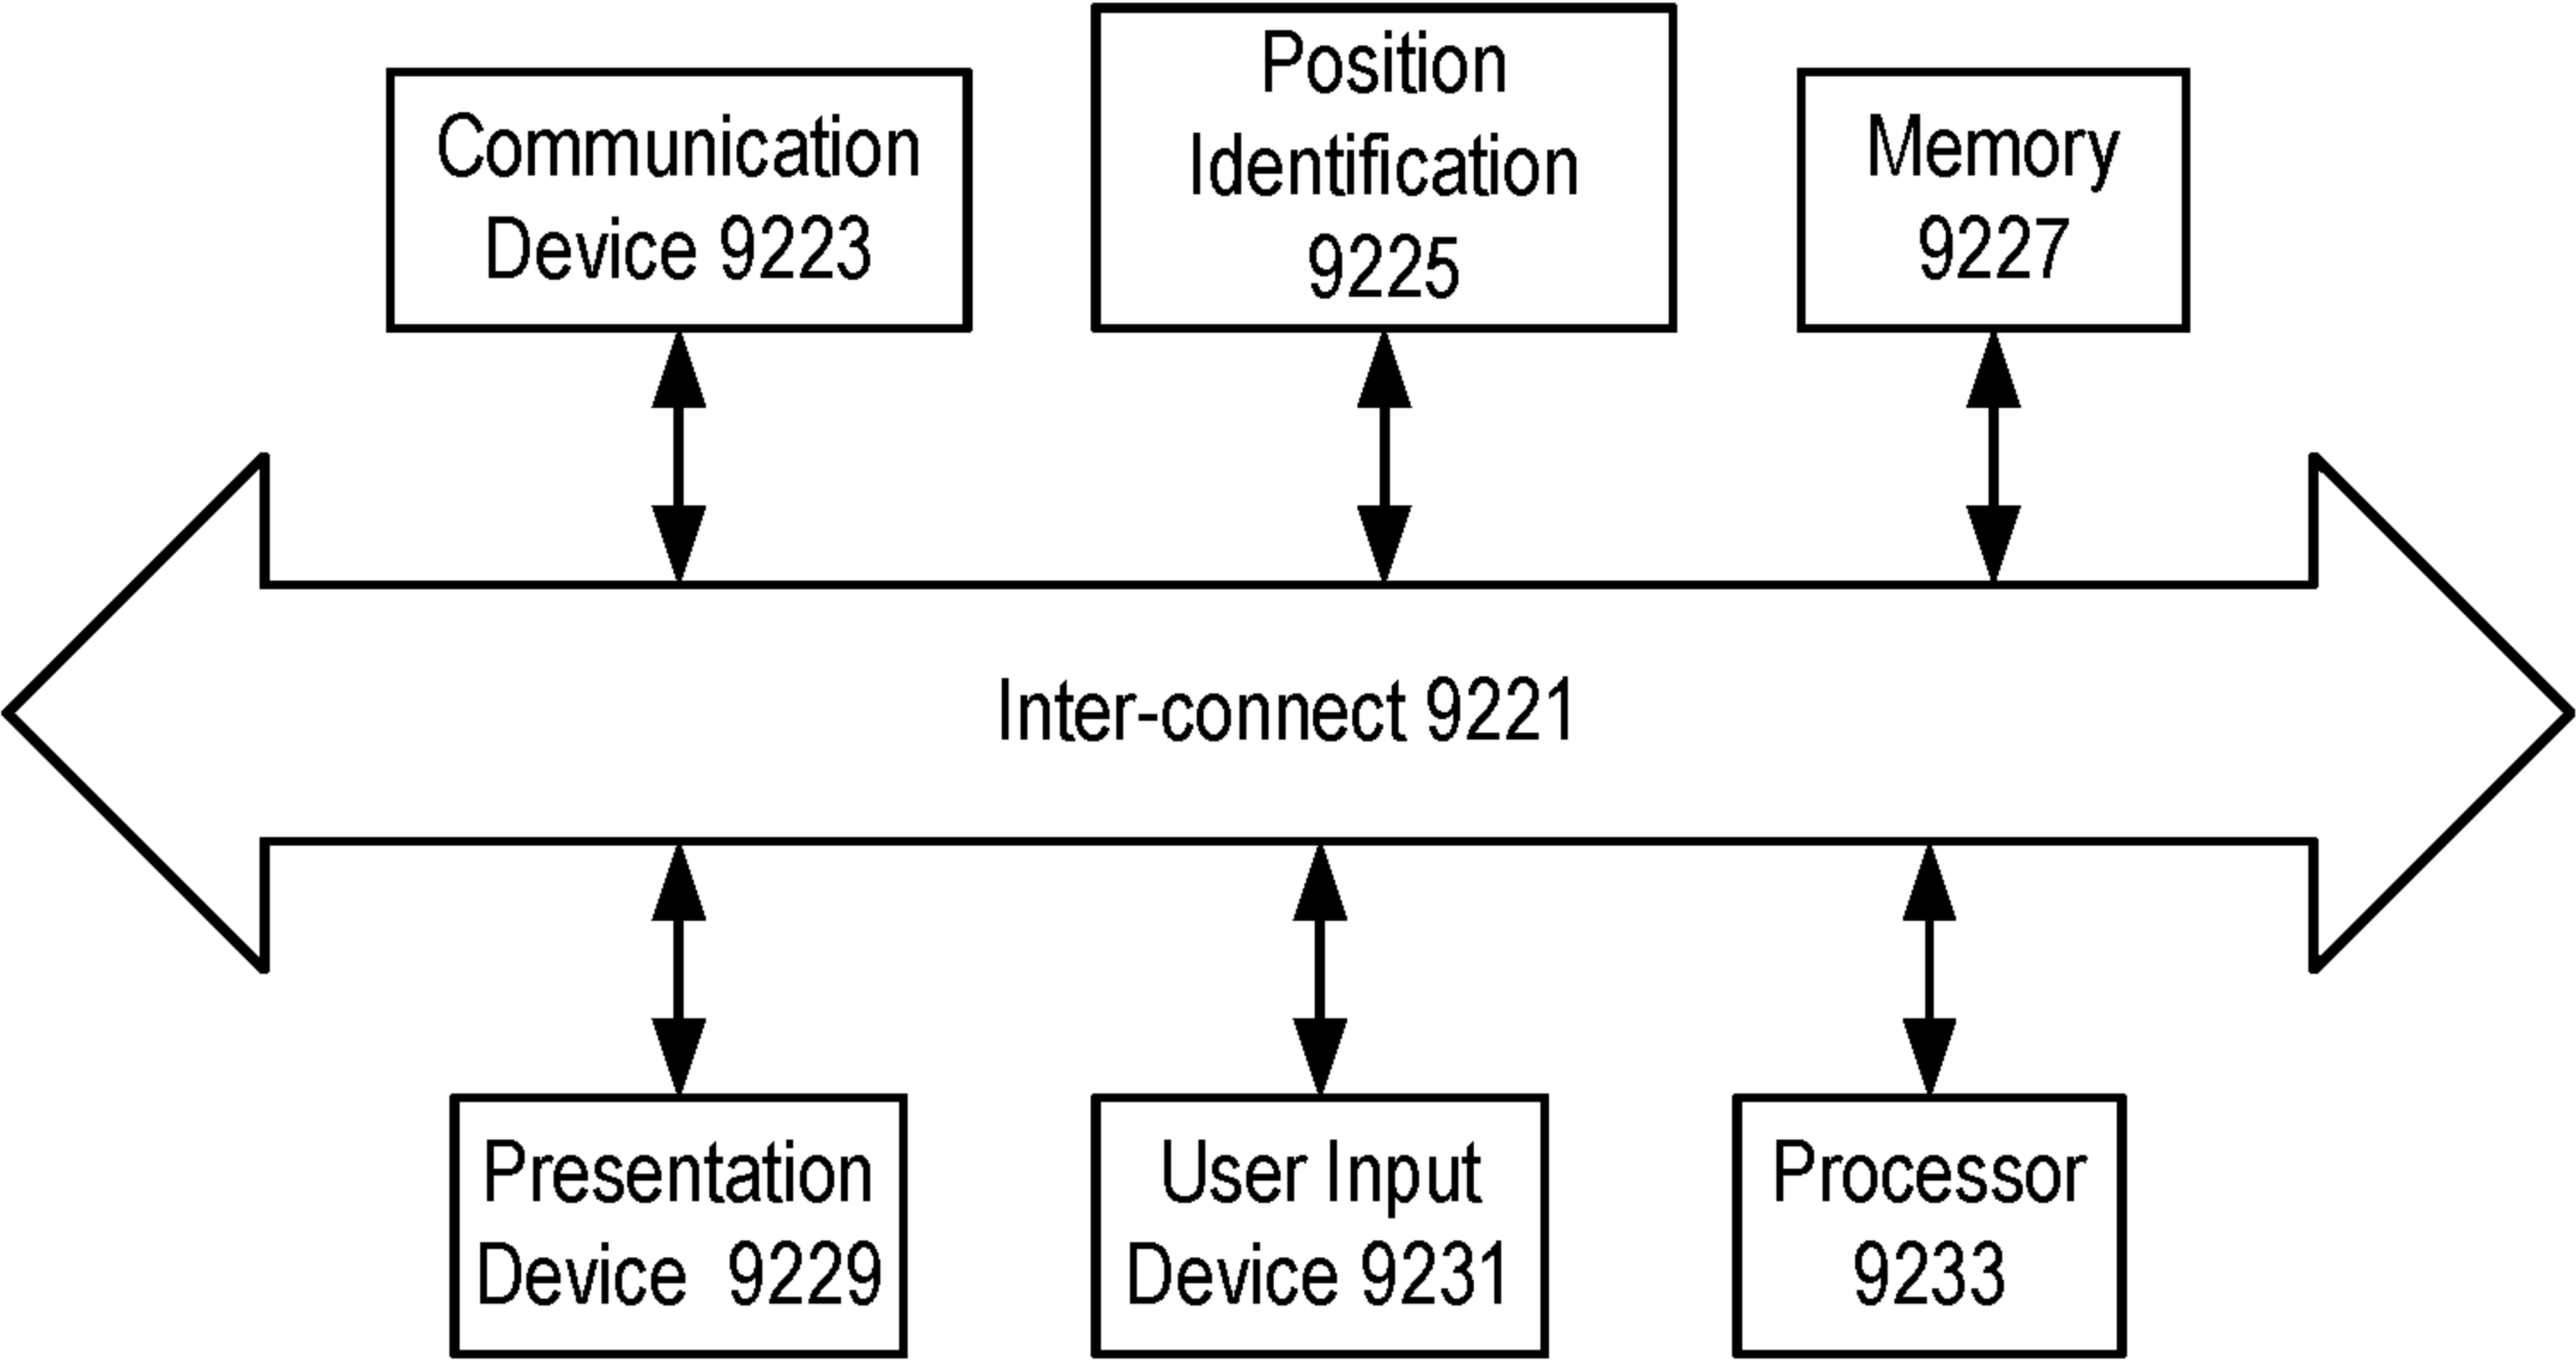 Communication
Device 9223
Position
Identification
9225
Memory
9227
Inter-connect 9221
Presentation
Device  9229
User Input
Device 9231
Processor
9233